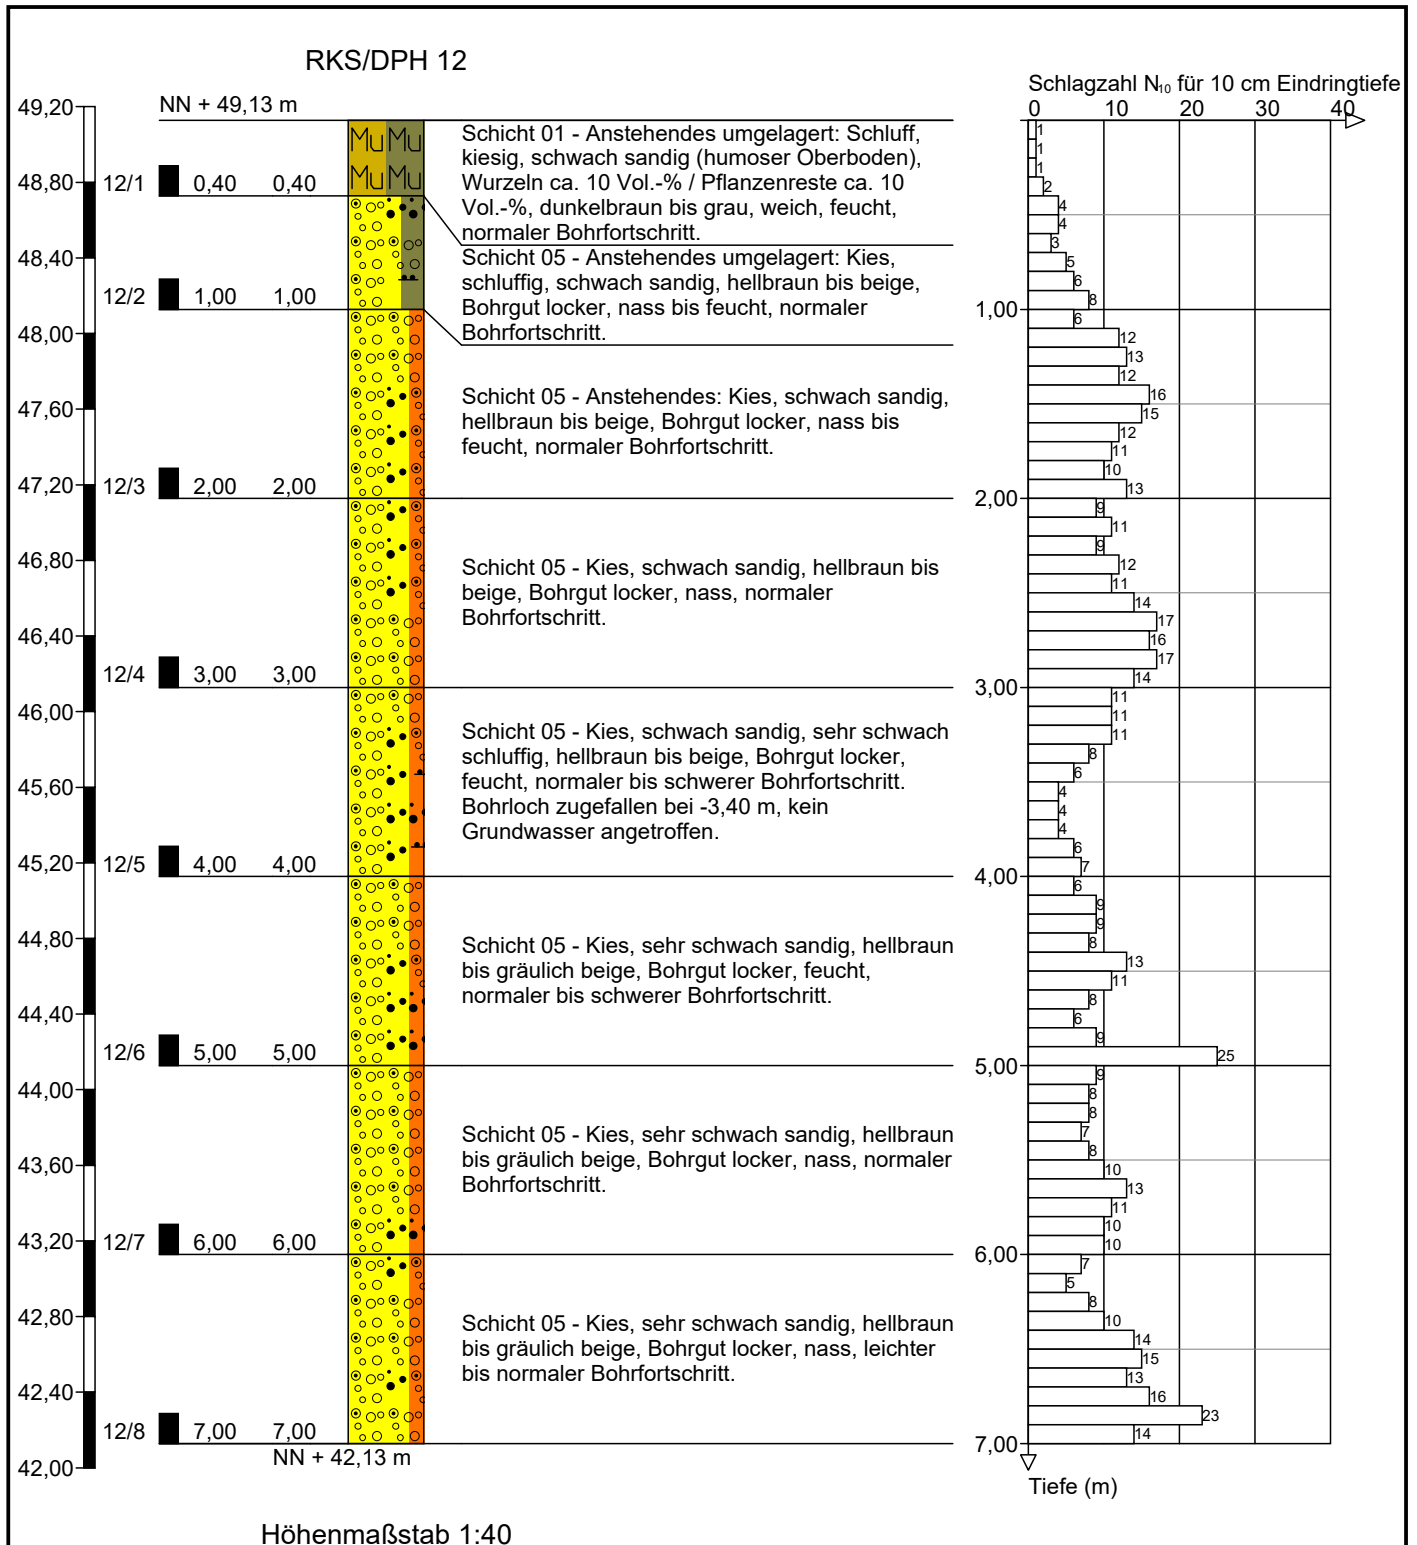 RKS/DPH 12
NN + 49,13 m
49,20
48,80
48,40
48,00
47,60
47,20
46,80
46,40
46,00
45,60
45,20
44,80
44,40
44,00
43,60
43,20
42,80
42,40
42,00
Mu Mu
Mu Mu
12/1 0,40 0,40
Schicht 01 - Anstehendes umgelagert: Schluff,
kiesig, schwach sandig (humoser Oberboden),
Wurzeln ca. 10 Vol.-% / Pflanzenreste ca. 10
Vol.-%, dunkelbraun bis grau, weich, feucht,
normaler Bohrfortschritt.
12/2 1,00 1,00
Schicht 05 - Anstehendes umgelagert: Kies,
schluffig, schwach sandig, hellbraun bis beige,
Bohrgut locker, nass bis feucht, normaler
Bohrfortschritt.
12/3 2,00 2,00
Schicht 05 - Anstehendes: Kies, schwach sandig,
hellbraun bis beige, Bohrgut locker, nass bis
feucht, normaler Bohrfortschritt.
12/4 3,00 3,00
Schicht 05 - Kies, schwach sandig, hellbraun bis
beige, Bohrgut locker, nass, normaler
Bohrfortschritt.
12/5 4,00 4,00
Schicht 05 - Kies, schwach sandig, sehr schwach
schluffig, hellbraun bis beige, Bohrgut locker,
feucht, normaler bis schwerer Bohrfortschritt.
Bohrloch zugefallen bei -3,40 m, kein
Grundwasser angetroffen.
12/6 5,00 5,00
Schicht 05 - Kies, sehr schwach sandig, hellbraun
bis gräulich beige, Bohrgut locker, feucht,
normaler bis schwerer Bohrfortschritt.
12/7 6,00 6,00
Schicht 05 - Kies, sehr schwach sandig, hellbraun
bis gräulich beige, Bohrgut locker, nass, normaler
Bohrfortschritt.
12/8 7,00 7,00
Schicht 05 - Kies, sehr schwach sandig, hellbraun
bis gräulich beige, Bohrgut locker, nass, leichter
bis normaler Bohrfortschritt.
NN + 42,13 m
Schlagzahl N₁₀ für 10 cm Eindringtiefe
0 10 20 30 40
1
1
1
2
4
4
3
5
6
8
1,00
6
12
13
12
16
15
12
11
10
13
2,00
9
11
9
12
11
14
17
16
17
14
3,00
11
11
11
8
6
4
4
4
6
7
4,00
6
9
9
8
13
11
8
6
9
25
5,00
9
8
8
7
8
10
13
11
10
10
6,00
7
5
8
10
14
15
13
16
23
14
7,00
Tiefe (m)
Höhenmaßstab 1:40